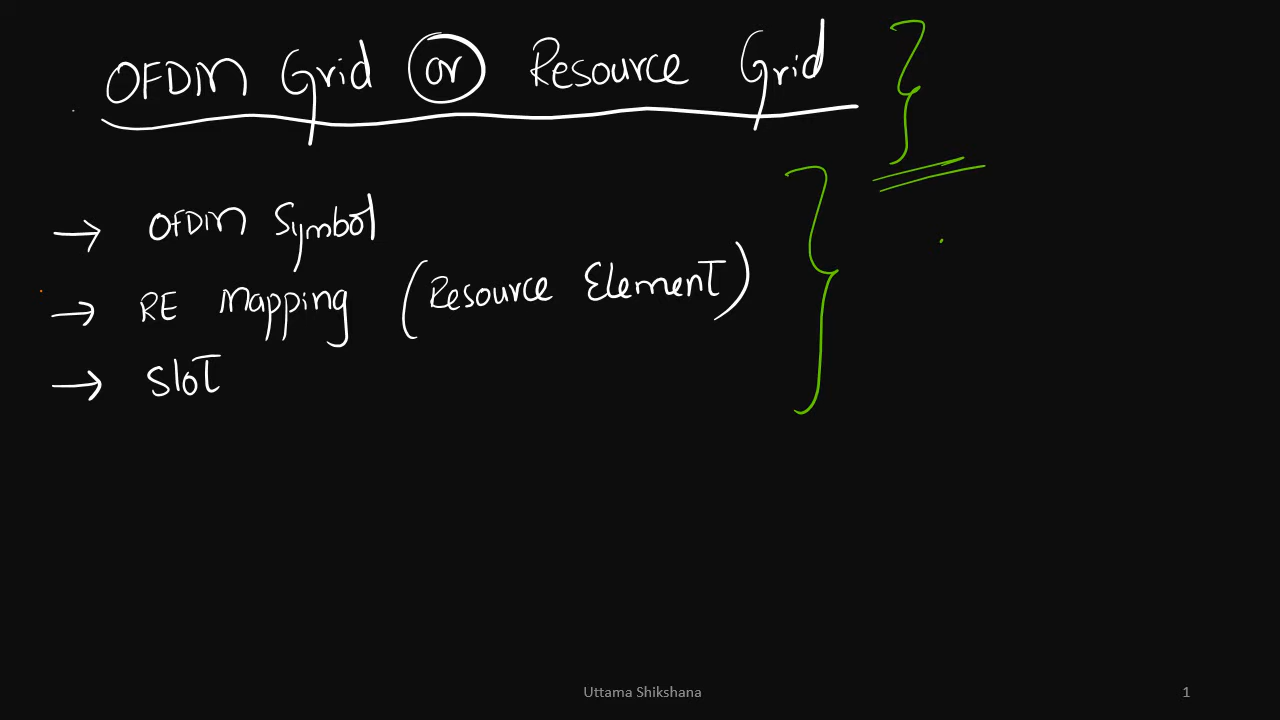 OFDM Grid or Resource Grid
→ OFDM Symbol
→ RE Mapping (Resource Element)
→ Slot
Uttama Shikshana
1